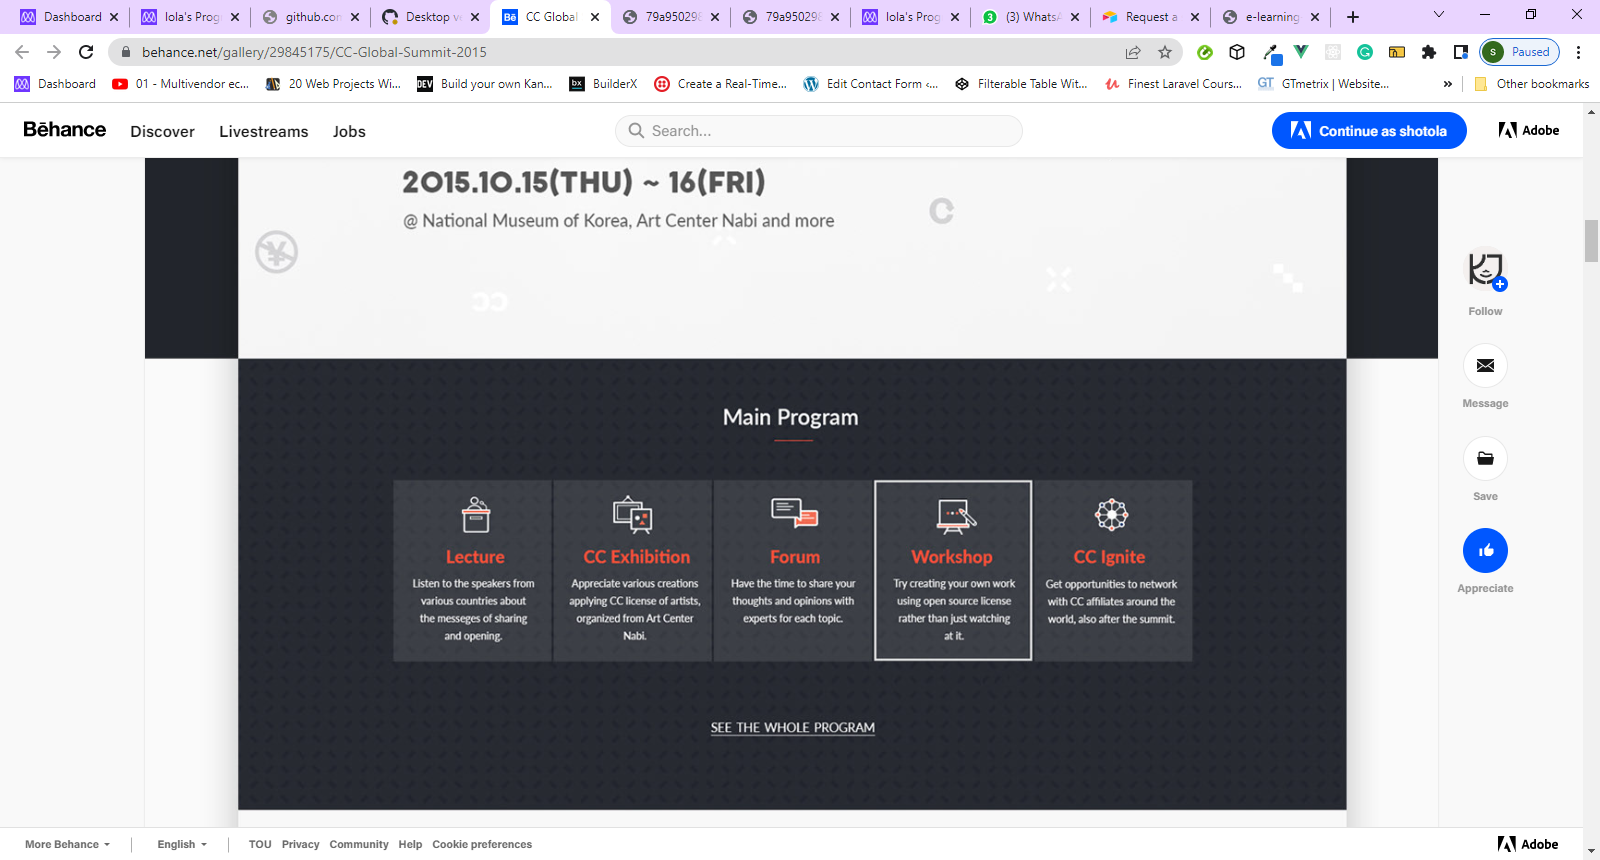 Dashboard
lola's Prog
github.com
Desktop ve
Bē CC Global
79a950298
79a950298
lola's Prog
3 (3) WhatsA
Request a
e-learning
behance.net/gallery/29845175/CC-Global-Summit-2015
S Paused
Dashboard
01 - Multivendor ec...
20 Web Projects Wi...
DEV Build your own Kan...
bx BuilderX
Create a Real-Time...
Edit Contact Form ‹...
Filterable Table Wit...
Finest Laravel Cours...
GT GTmetrix | Website...
»
Other bookmarks
Bēhance Discover Livestreams Jobs
Search...
Continue as shotola
Adobe
2015.10.15(THU) ~ 16(FRI)
@ National Museum of Korea, Art Center Nabi and more
Follow
Message
Save
Appreciate
Main Program
Lecture
Listen to the speakers from
various countries about
the messeges of sharing
and opening.
CC Exhibition
Appreciate various creations
applying CC license of artists,
organized from Art Center
Nabi.
Forum
Have the time to share your
thoughts and opinions with
experts for each topic.
Workshop
Try creating your own work
using open source license
rather than just watching
at it.
CC Ignite
Get opportunities to network
with CC affiliates around the
world, also after the summit.
SEE THE WHOLE PROGRAM
More Behance English TOU Privacy Community Help Cookie preferences
Adobe